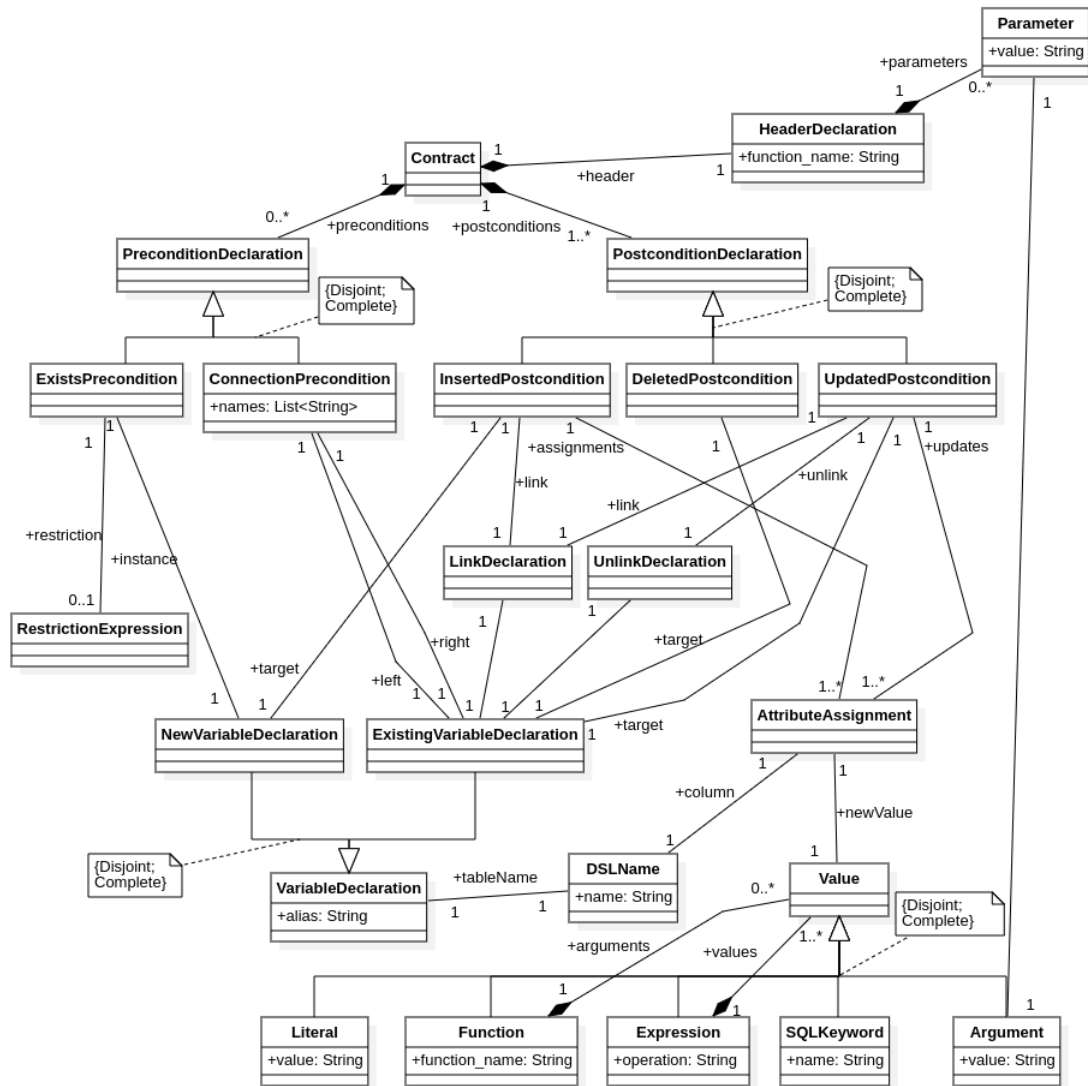 Parameter
+value: String
+parameters
1
0..*
1
HeaderDeclaration
+function_name: String
Contract
1
+header
1
1
0..*
+preconditions
1
+postconditions
1..*
PreconditionDeclaration
PostconditionDeclaration
{Disjoint;
Complete}
{Disjoint;
Complete}
ExistsPrecondition
ConnectionPrecondition
+names: List<String>
InsertedPostcondition
DeletedPostcondition
UpdatedPostcondition
1
1
1
1
1
1
1
+assignments
1
1
1
1
1
+updates
+restriction
+instance
+link
+link
+unlink
1
1
1
LinkDeclaration
UnlinkDeclaration
0..1
RestrictionExpression
1
1
+right
+target
+target
+left
1
1
1
1
1
1
1
1
+target
1..*
1..*
NewVariableDeclaration
ExistingVariableDeclaration
AttributeAssignment
1
1
+column
+newValue
{Disjoint;
Complete}
1
1
VariableDeclaration
+alias: String
+tableName
1
1
DSLName
+name: String
Value
0..*
{Disjoint;
Complete}
+arguments
+values
1..*
1
1
1
Literal
+value: String
Function
+function_name: String
Expression
+operation: String
SQLKeyword
+name: String
Argument
+value: String